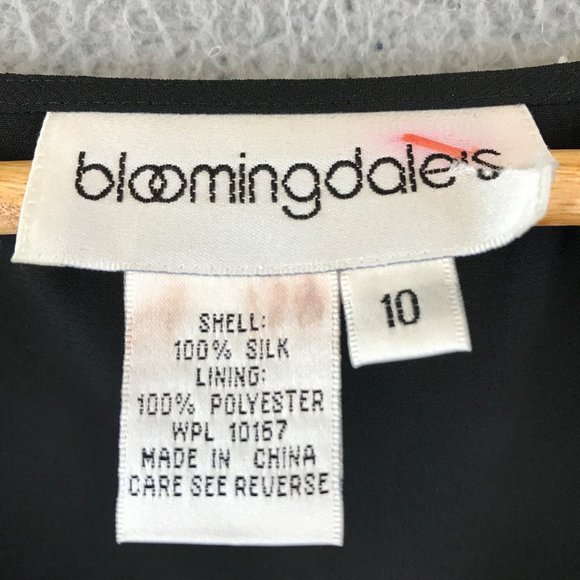 bloomingdale's
10
SHELL:
100% SILK
LINING:
100% POLYESTER
WPL 10157
MADE IN CHINA
CARE SEE REVERSE